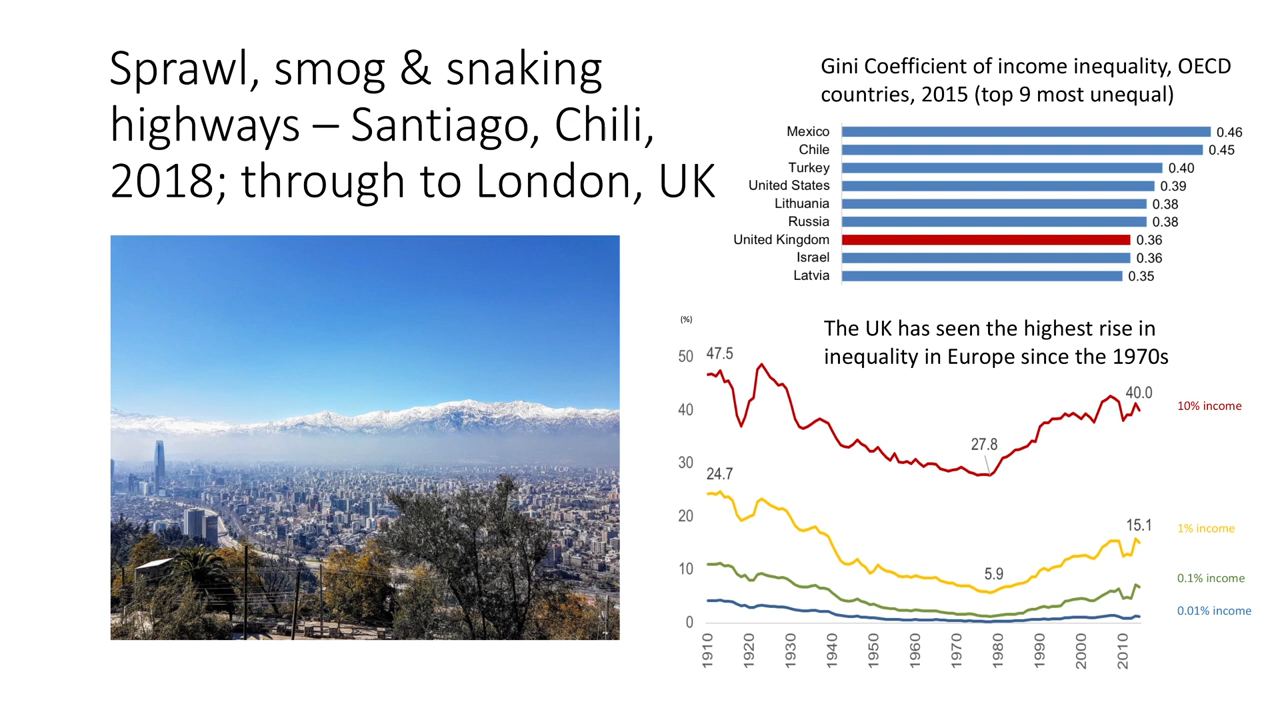 Sprawl, smog & snaking
highways – Santiago, Chili,
2018; through to London, UK
Gini Coefficient of income inequality, OECD
countries, 2015 (top 9 most unequal)
Mexico 0.46
Chile 0.45
Turkey 0.40
United States 0.39
Lithuania 0.38
Russia 0.38
United Kingdom 0.36
Israel 0.36
Latvia 0.35
The UK has seen the highest rise in
inequality in Europe since the 1970s
(%)
50
40
30
20
10
0
47.5
27.8
40.0
24.7
5.9
15.1
10% income
1% income
0.1% income
0.01% income
1910
1920
1930
1940
1950
1960
1970
1980
1990
2000
2010